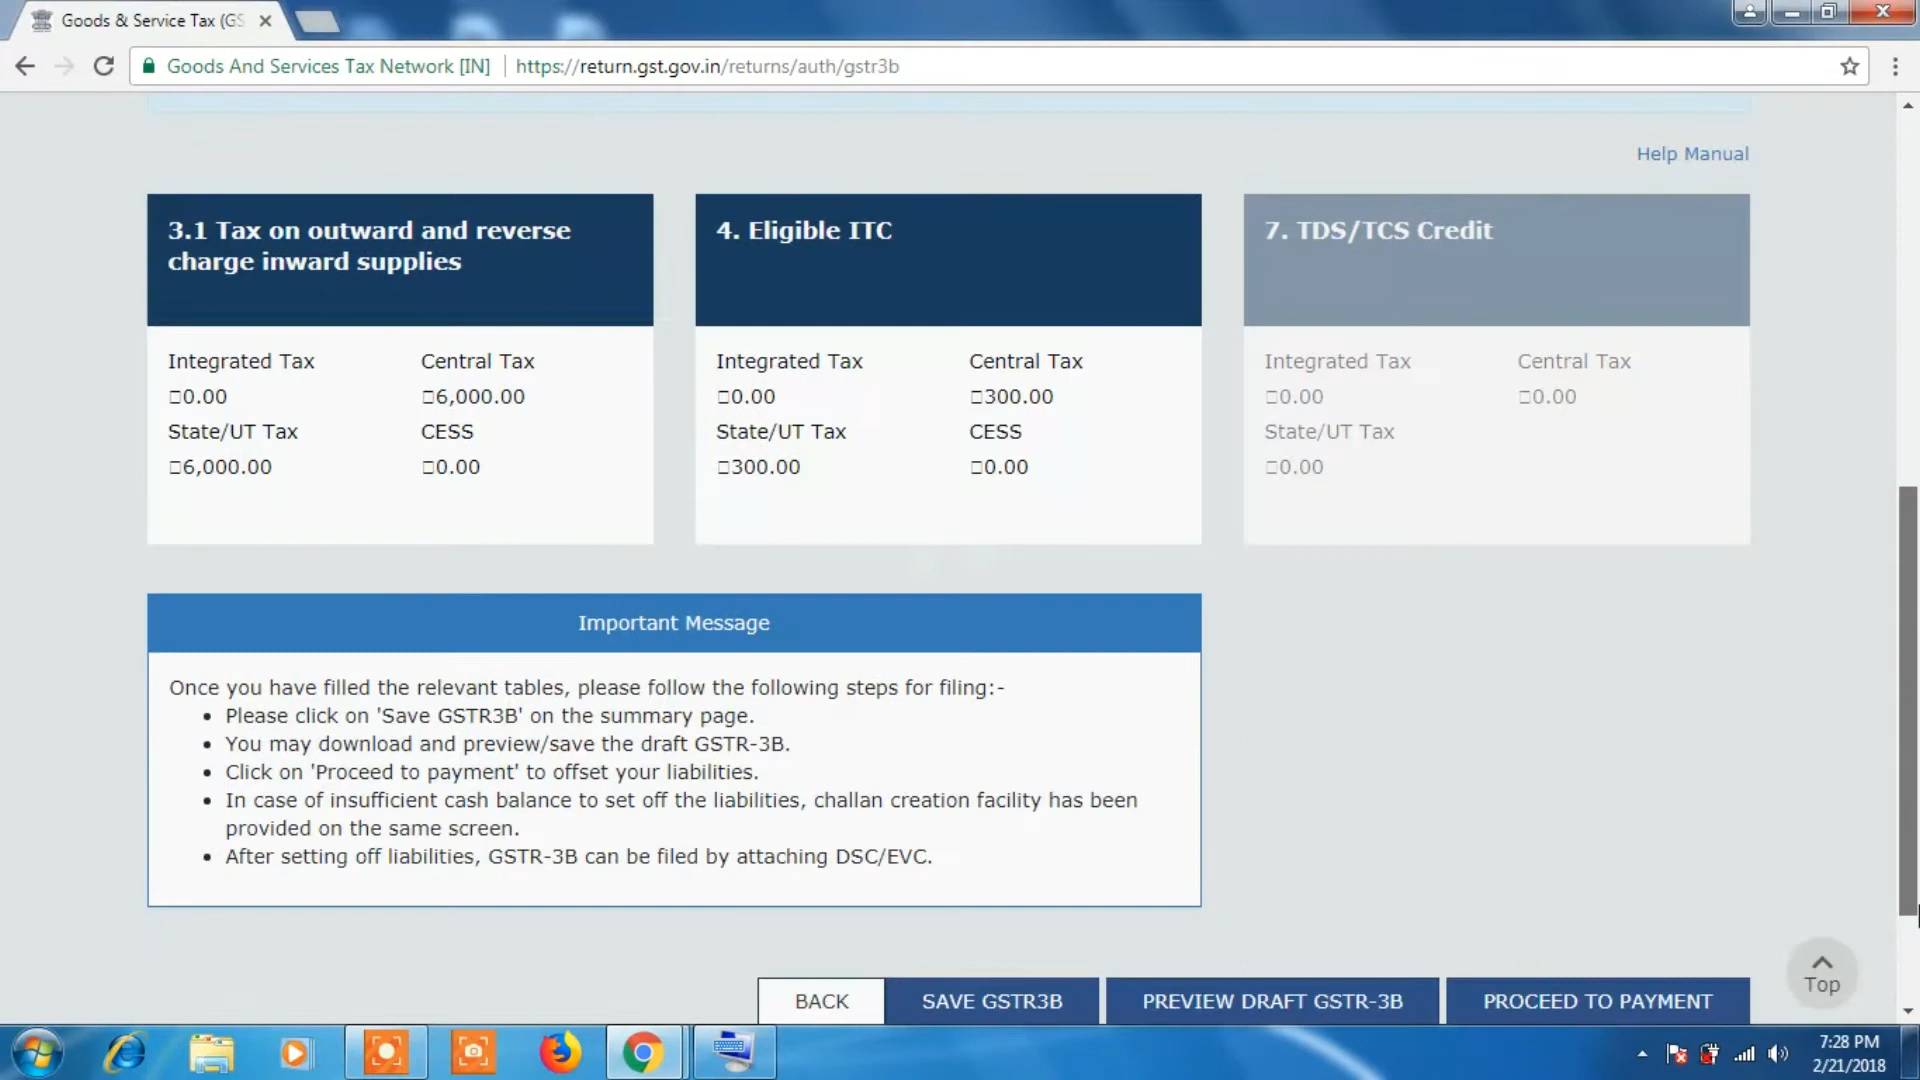 Goods & Service Tax (GS
Goods And Services Tax Network [IN] https://return.gst.gov.in/returns/auth/gstr3b
Help Manual
3.1 Tax on outward and reverse
charge inward supplies
Integrated Tax Central Tax
□0.00 □6,000.00
State/UT Tax CESS
□6,000.00 □0.00
4. Eligible ITC
Integrated Tax Central Tax
□0.00 □300.00
State/UT Tax CESS
□300.00 □0.00
7. TDS/TCS Credit
Integrated Tax Central Tax
□0.00 □0.00
State/UT Tax
□0.00
Important Message
Once you have filled the relevant tables, please follow the following steps for filing:-
• Please click on 'Save GSTR3B' on the summary page.
• You may download and preview/save the draft GSTR-3B.
• Click on 'Proceed to payment' to offset your liabilities.
• In case of insufficient cash balance to set off the liabilities, challan creation facility has been
provided on the same screen.
• After setting off liabilities, GSTR-3B can be filed by attaching DSC/EVC.
Top
BACK SAVE GSTR3B PREVIEW DRAFT GSTR-3B PROCEED TO PAYMENT
7:28 PM
2/21/2018